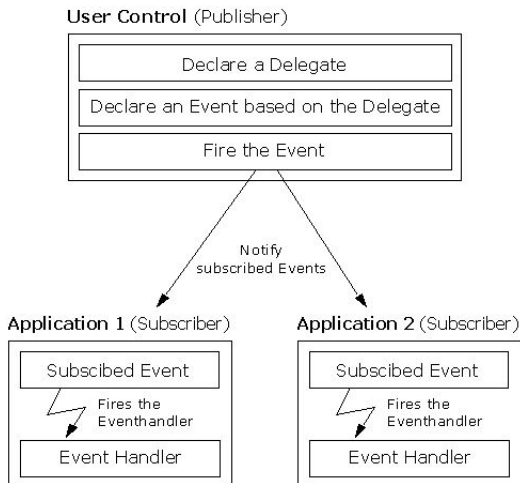 User Control (Publisher)
Declare a Delegate
Declare an Event based on the Delegate
Fire the Event
Notify
subscribed Events
Application 1 (Subscriber)
Subscibed Event
Fires the
Eventhandler
Event Handler
Application 2 (Subscriber)
Subscibed Event
Fires the
Eventhandler
Event Handler